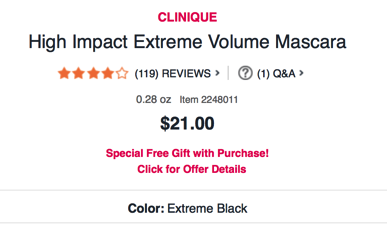 CLINIQUE
High Impact Extreme Volume Mascara
(119) REVIEWS > | ? (1) Q&A >
0.28 oz Item 2248011
$21.00
Special Free Gift with Purchase!
Click for Offer Details
Color: Extreme Black